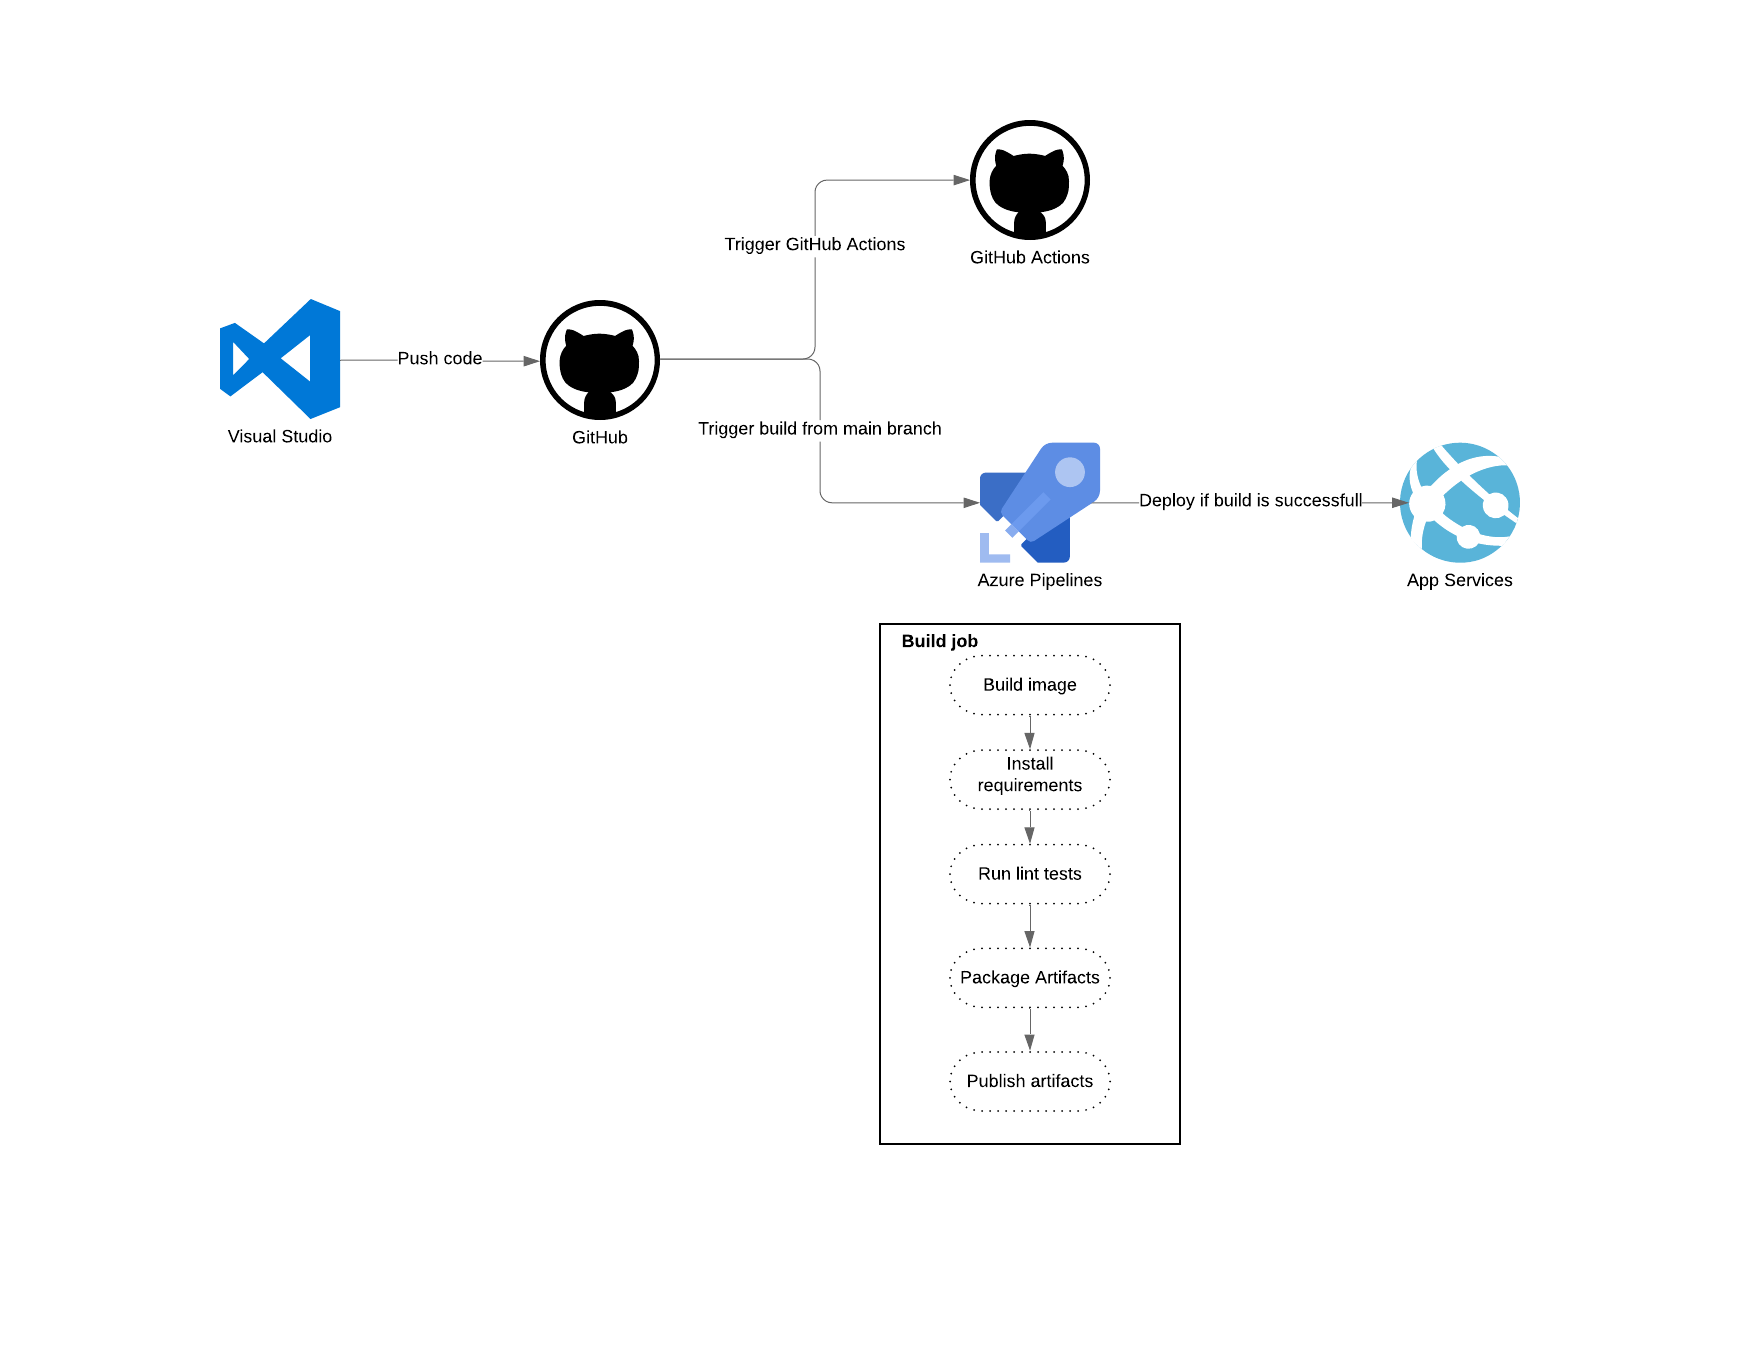 GitHub Actions
Trigger GitHub Actions
Visual Studio
Push code
GitHub
Trigger build from main branch
Azure Pipelines
Deploy if build is successfull
App Services
Build job
Build image
Install
requirements
Run lint tests
Package Artifacts
Publish artifacts